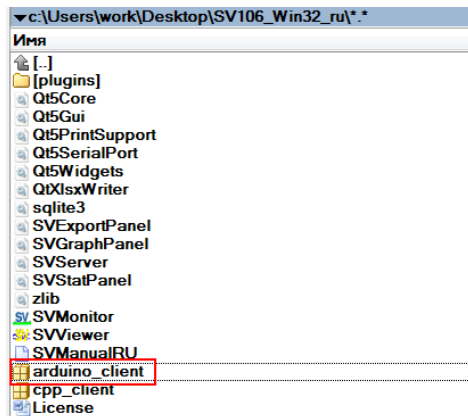 c:\Users\work\Desktop\SV106_Win32_ru\*.*
Имя
[..]
[plugins]
Qt5Core
Qt5Gui
Qt5PrintSupport
Qt5SerialPort
Qt5Widgets
QtXlsxWriter
sqlite3
SVExportPanel
SVGraphPanel
SVServer
SVStatPanel
zlib
SV SVMonitor
SVViewer
SVManualRU
arduino_client
cpp_client
License